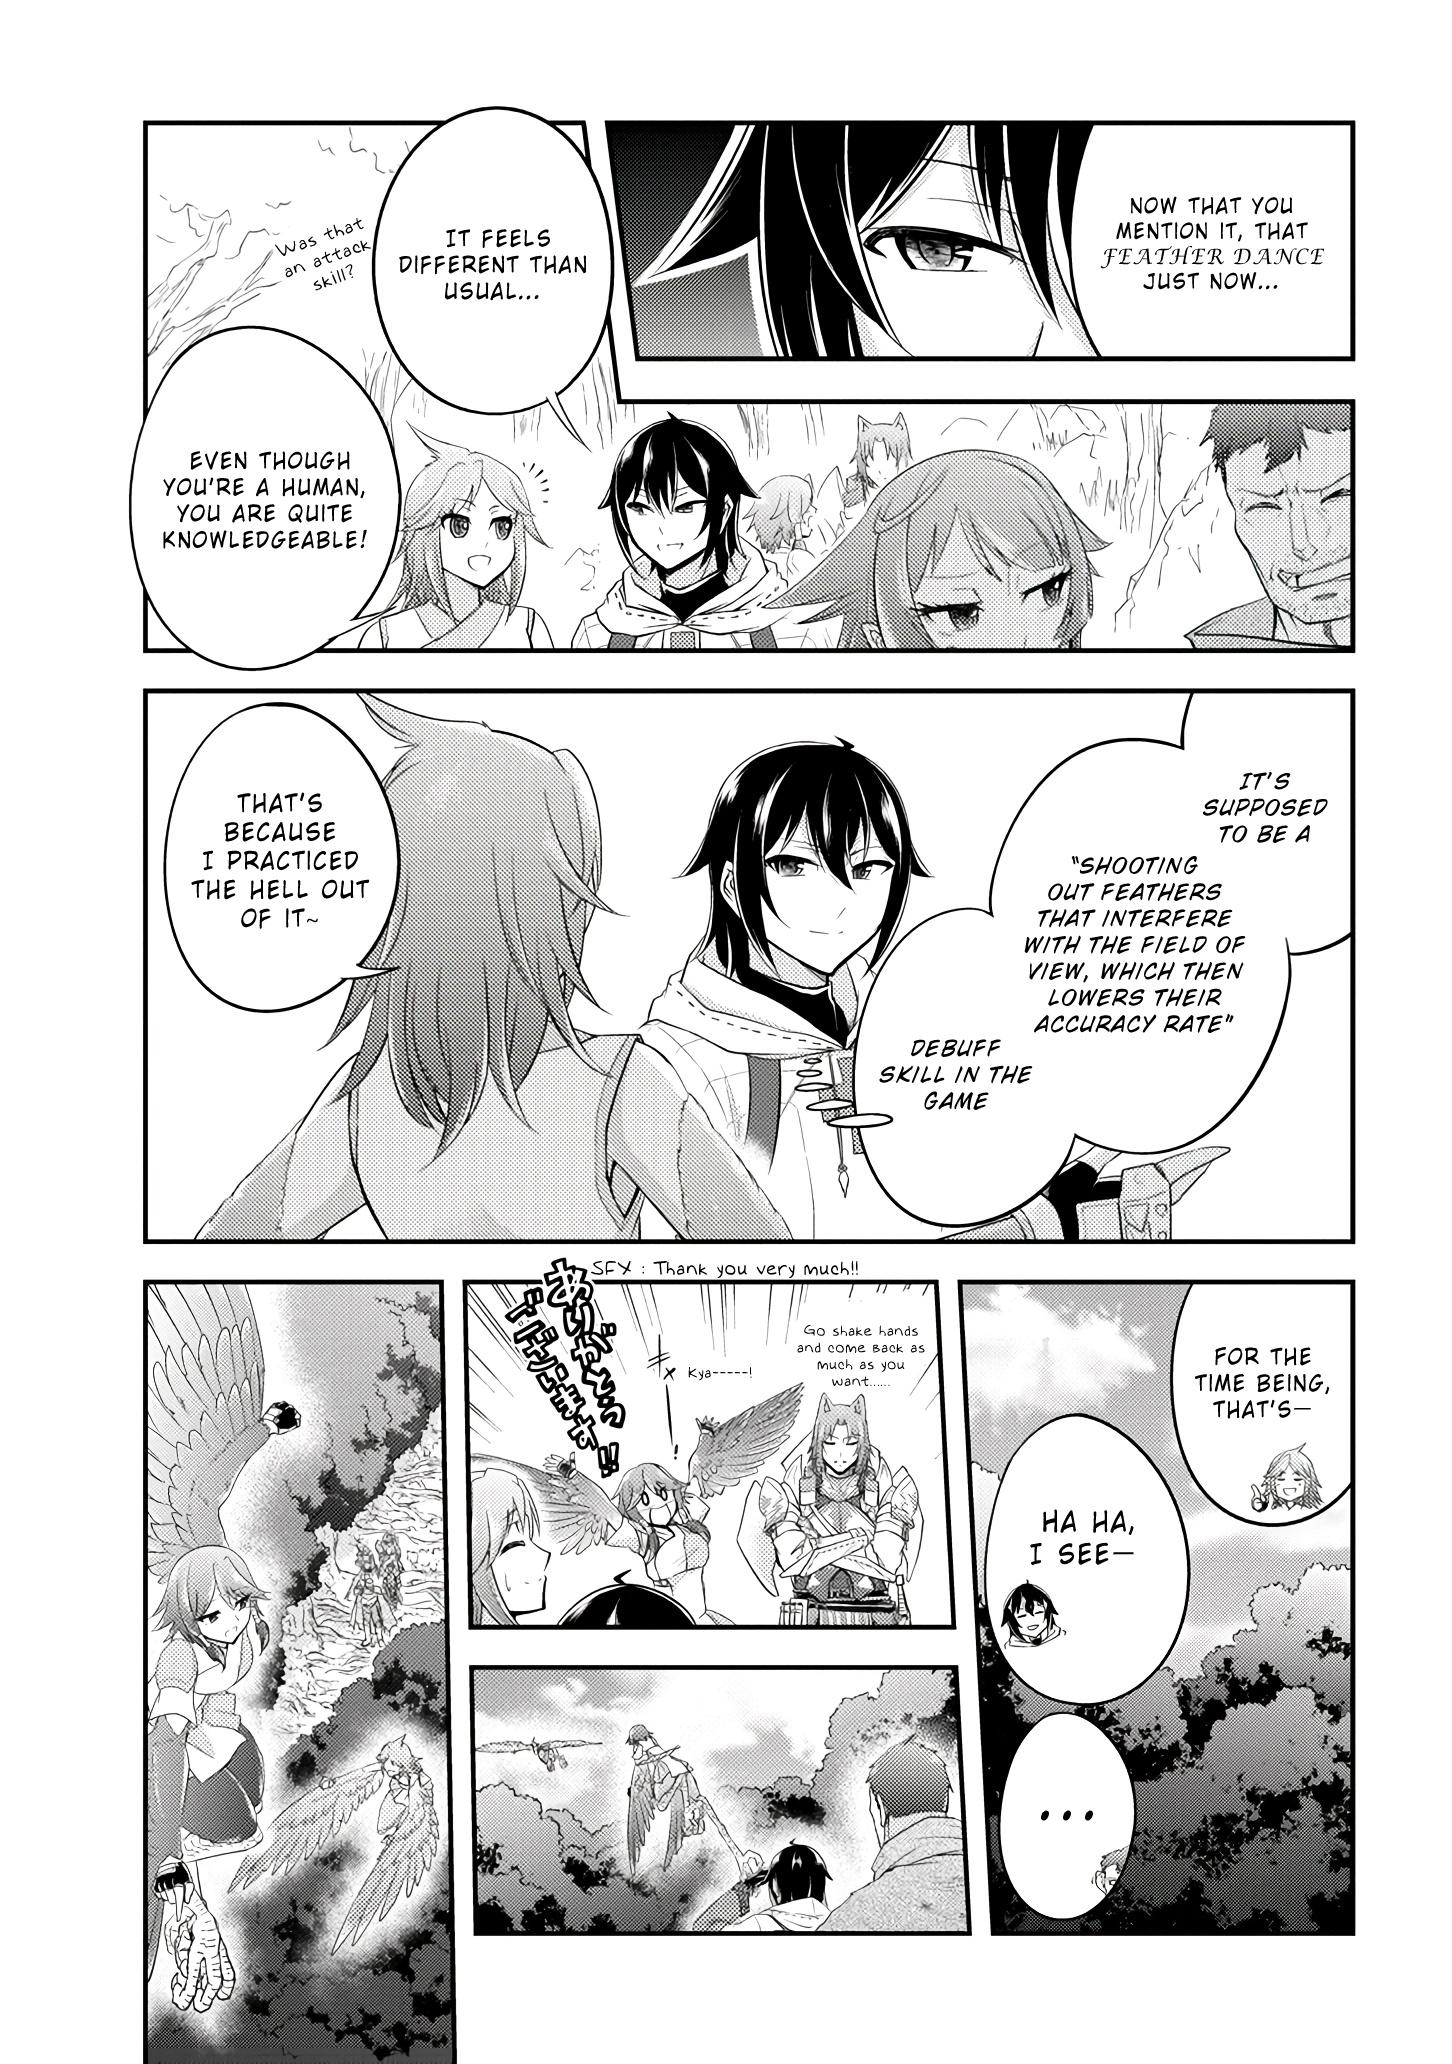 NOW THAT YOU
MENTION IT, THAT
FEATHER DANCE
JUST NOW...
IT FEELS
DIFFERENT THAN
USUAL...
Was that
an attack
skill?
EVEN THOUGH
YOU'RE A HUMAN,
YOU ARE QUITE
KNOWLEDGEABLE!
IT'S
SUPPOSED
TO BE A
"SHOOTING
OUT FEATHERS
THAT INTERFERE
WITH THE FIELD OF
VIEW, WHICH THEN
LOWERS THEIR
ACCURACY RATE"
DEBUFF
SKILL IN THE
GAME
THAT'S
BECAUSE
I PRACTICED
THE HELL OUT
OF IT~
FOR THE
TIME BEING,
THAT'S—
HA HA,
I SEE—
...
SFX : Thank you very much!!
Go shake hands
and come back as
much as you
want......
Kya-----!
ありがとう
ございます!!